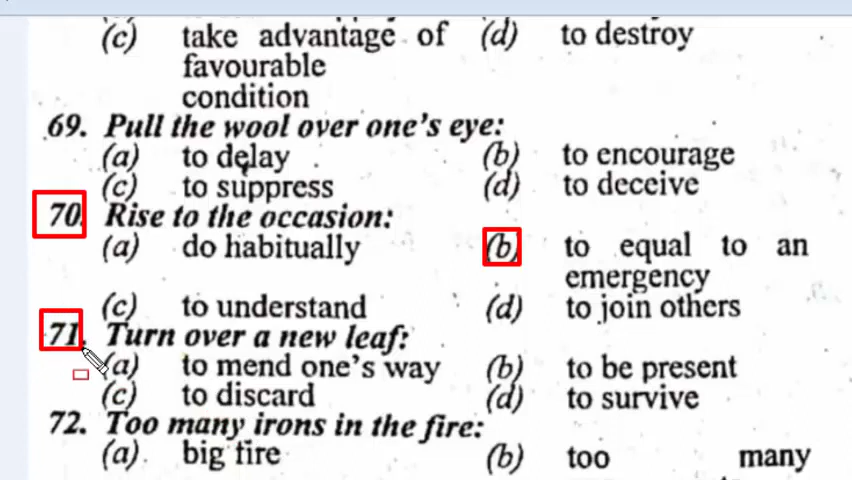 (c) take advantage of (d) to destroy
favourable
condition
69. Pull the wool over one's eye:
(a) to delay (b) to encourage
(c) to suppress (d) to deceive
70. Rise to the occasion:
(a) do habitually (b) to equal to an
emergency
(c) to understand (d) to join others
71. Turn over a new leaf:
(a) to mend one's way (b) to be present
(c) to discard (d) to survive
72. Too many irons in the fire:
(a). big fire (b) too many